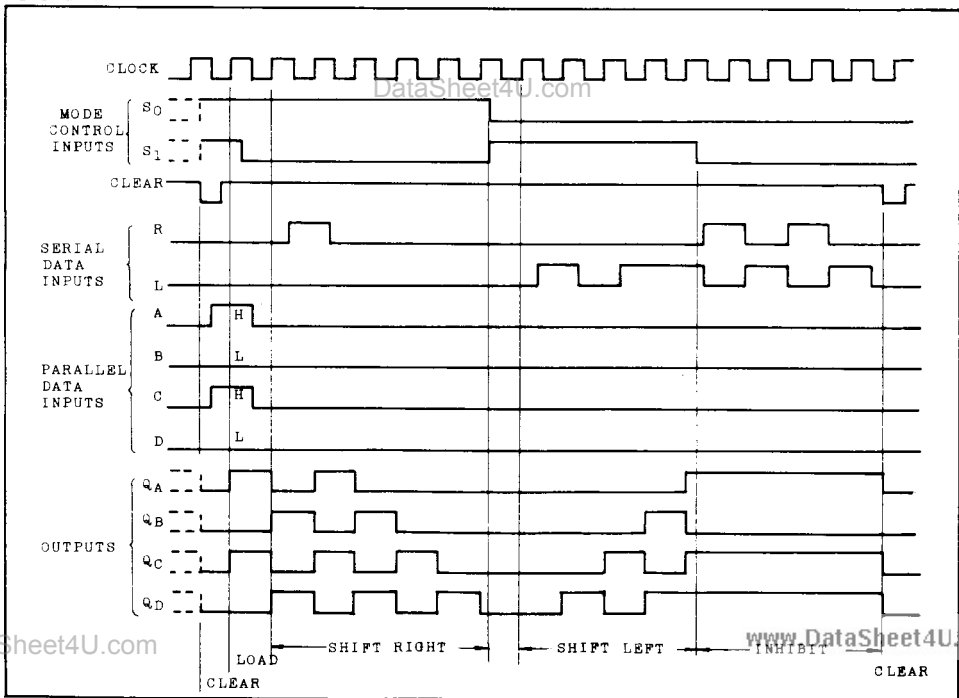 CLOCK
DataSheet4U.com
MODE
CONTROL
INPUTS
S0
S1
CLEAR
SERIAL
DATA
INPUTS
R
L
PARALLEL
DATA
INPUTS
A
H
B
L
C
H
D
L
OUTPUTS
QA
QB
QC
QD
SHIFT RIGHT
SHIFT LEFT
INHIBIT
Sheet4U.com
www.DataSheet4U.
LOAD
CLEAR
CLEAR